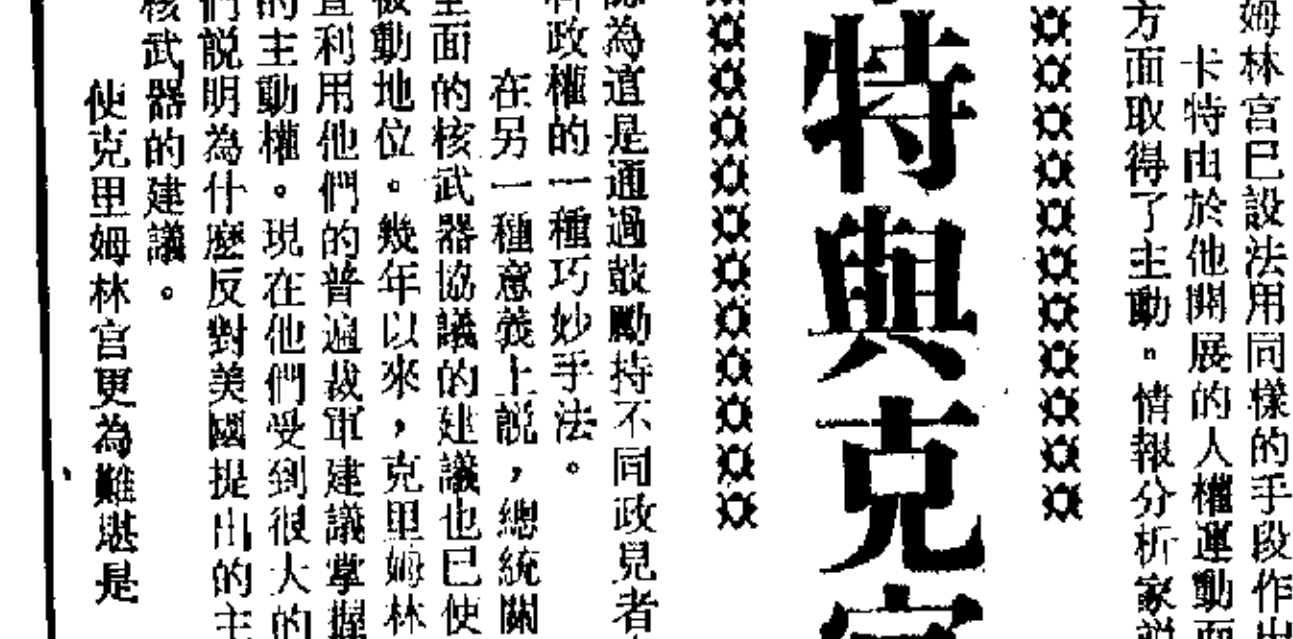 姆林宮已設法用同樣的手段作出
卡特由於他開展的人權運動而
方面取得了主動。情報分析家說
特與克宮
認為這是通過鼓勵持不同政見者
政權的一種巧妙手法。
在另一種意義上說，總統關
全面的核武器協議的建議也已使
被動地位。幾年以來，克里姆林
直利用他們的普遍裁軍建議掌握
的主動權。現在他們受到很大的
們説明為什麼反對美國提出的主
核武器的建議。
使克里姆林宮更為難堪是